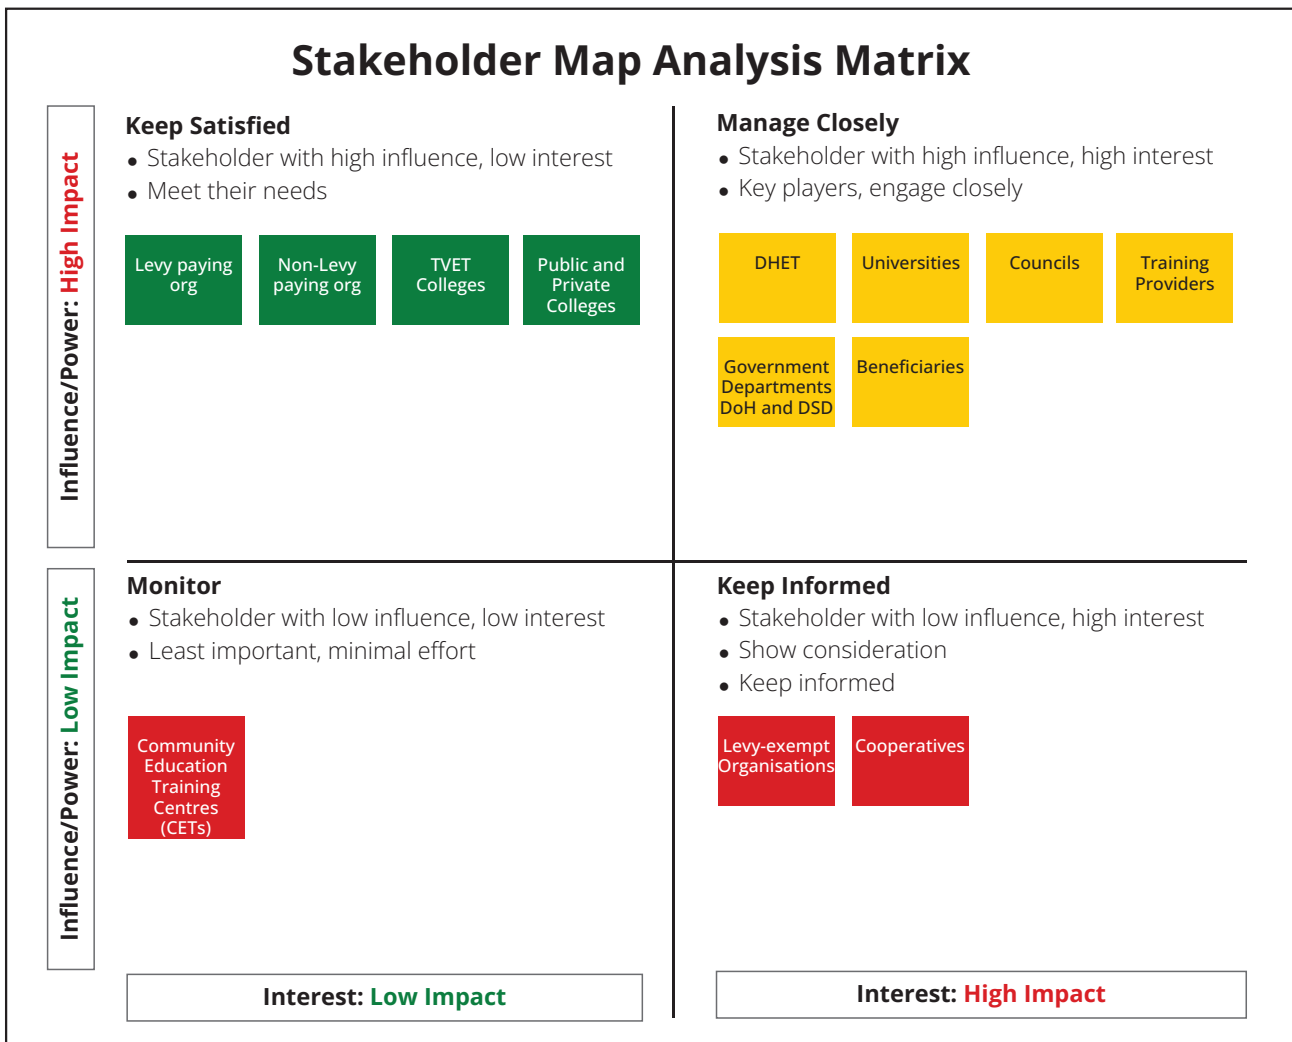 Stakeholder Map Analysis Matrix
Influence/Power: High Impact
Keep Satisfied
• Stakeholder with high influence, low interest
• Meet their needs
Levy paying
org
Non-Levy
paying org
TVET
Colleges
Public and
Private
Colleges
Manage Closely
• Stakeholder with high influence, high interest
• Key players, engage closely
DHET
Universities
Councils
Training
Providers
Government
Departments
DoH and DSD
Beneficiaries
Influence/Power: Low Impact
Monitor
• Stakeholder with low influence, low interest
• Least important, minimal effort
Community
Education
Training
Centres
(CETs)
Keep Informed
• Stakeholder with low influence, high interest
• Show consideration
• Keep informed
Levy-exempt
Organisations
Cooperatives
Interest: Low Impact
Interest: High Impact